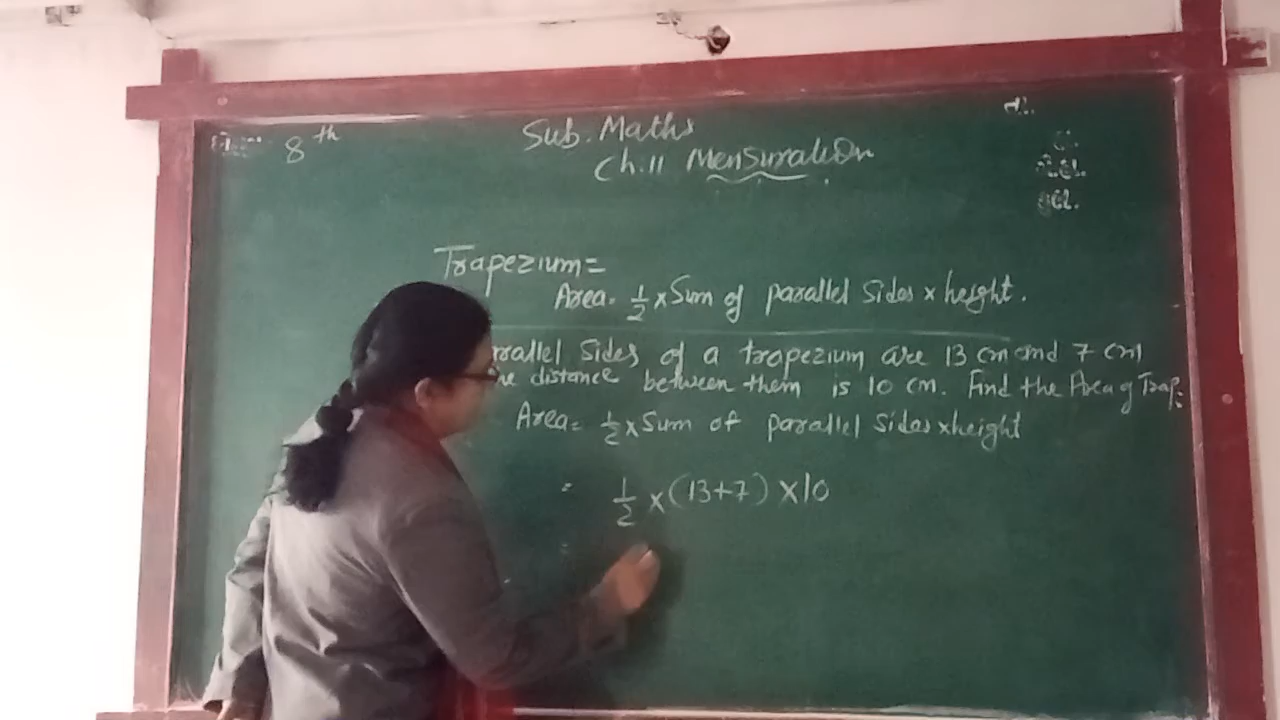 8th
Sub. Maths
Ch.11 Mensuration
Trapezium=
Area= 1/2 × Sum of parallel Sides × height.
rallel Sides of a trapezium are 13 cm and 7 cm
distance between them is 10 cm. Find the Area of Trap:
Area= 1/2 × Sum of parallel Sides × height
= 1/2 × (13+7) × 10